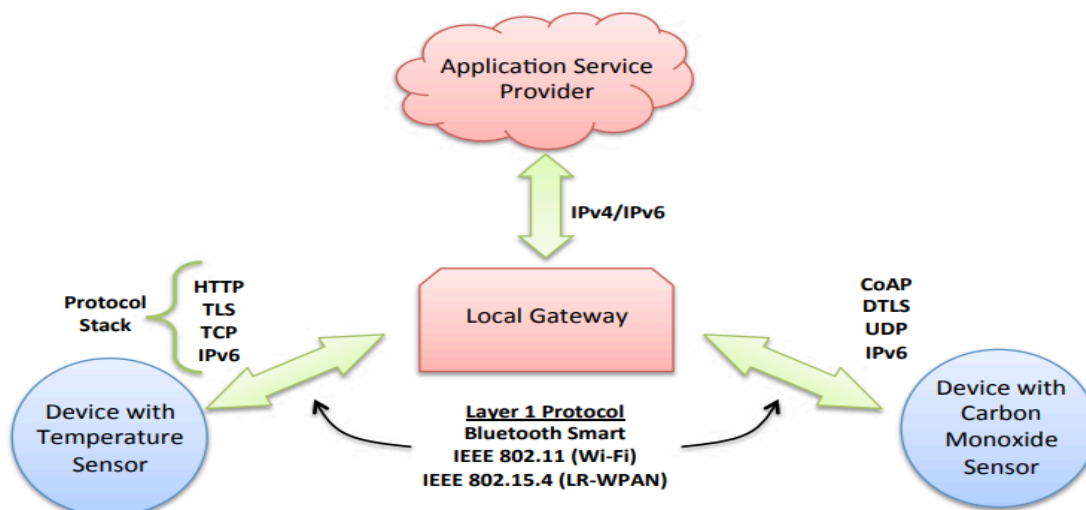 Application Service
Provider
IPv4/IPv6
Protocol
Stack
HTTP
TLS
TCP
IPv6
Local Gateway
CoAP
DTLS
UDP
IPv6
Device with
Temperature
Sensor
Layer 1 Protocol
Bluetooth Smart
IEEE 802.11 (Wi-Fi)
IEEE 802.15.4 (LR-WPAN)
Device with
Carbon
Monoxide
Sensor